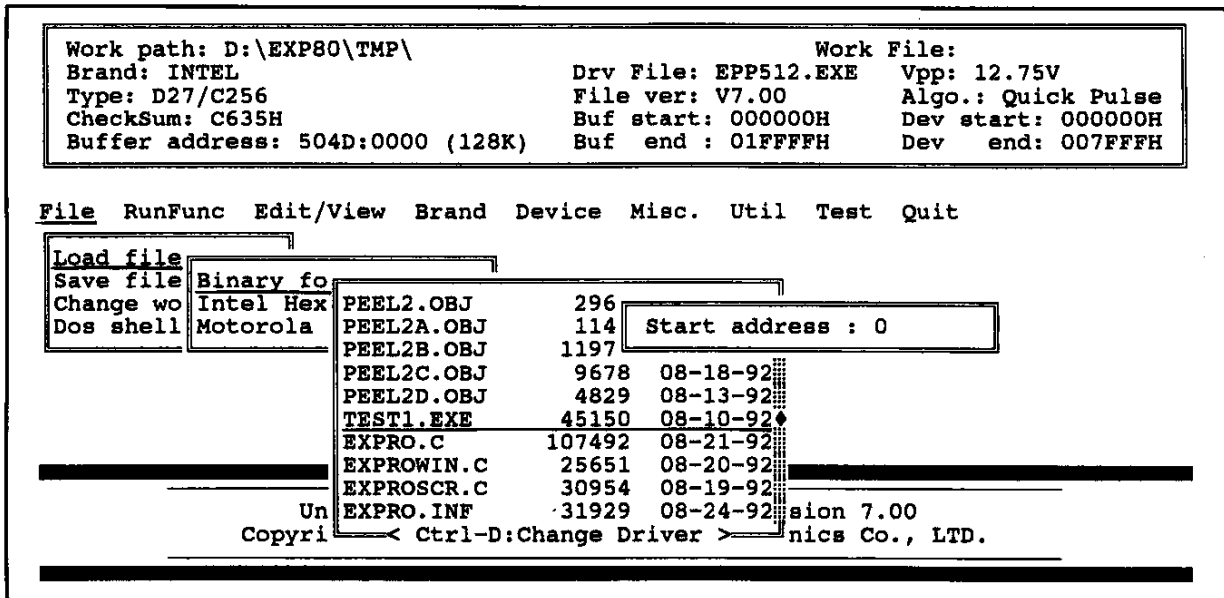 Work path: D:\EXP80\TMP\ Work File:
Brand: INTEL Drv File: EPP512.EXE Vpp: 12.75V
Type: D27/C256 File ver: V7.00 Algo.: Quick Pulse
CheckSum: C635H Buf start: 000000H Dev start: 000000H
Buffer address: 504D:0000 (128K) Buf end : 01FFFFH Dev end: 007FFFH
File RunFunc Edit/View Brand Device Misc. Util Test Quit
Load file
Save file Binary fo
Change wo Intel Hex PEEL2.OBJ 296
Dos shell Motorola PEEL2A.OBJ 114 Start address : 0
PEEL2B.OBJ 1197
PEEL2C.OBJ 9678 08-18-92
PEEL2D.OBJ 4829 08-13-92
TEST1.EXE 45150 08-10-92
EXPRO.C 107492 08-21-92
EXPROWIN.C 25651 08-20-92
EXPROSCR.C 30954 08-19-92
Un EXPRO.INF 31929 08-24-92 sion 7.00
Copyri < Ctrl-D:Change Driver > nics Co., LTD.